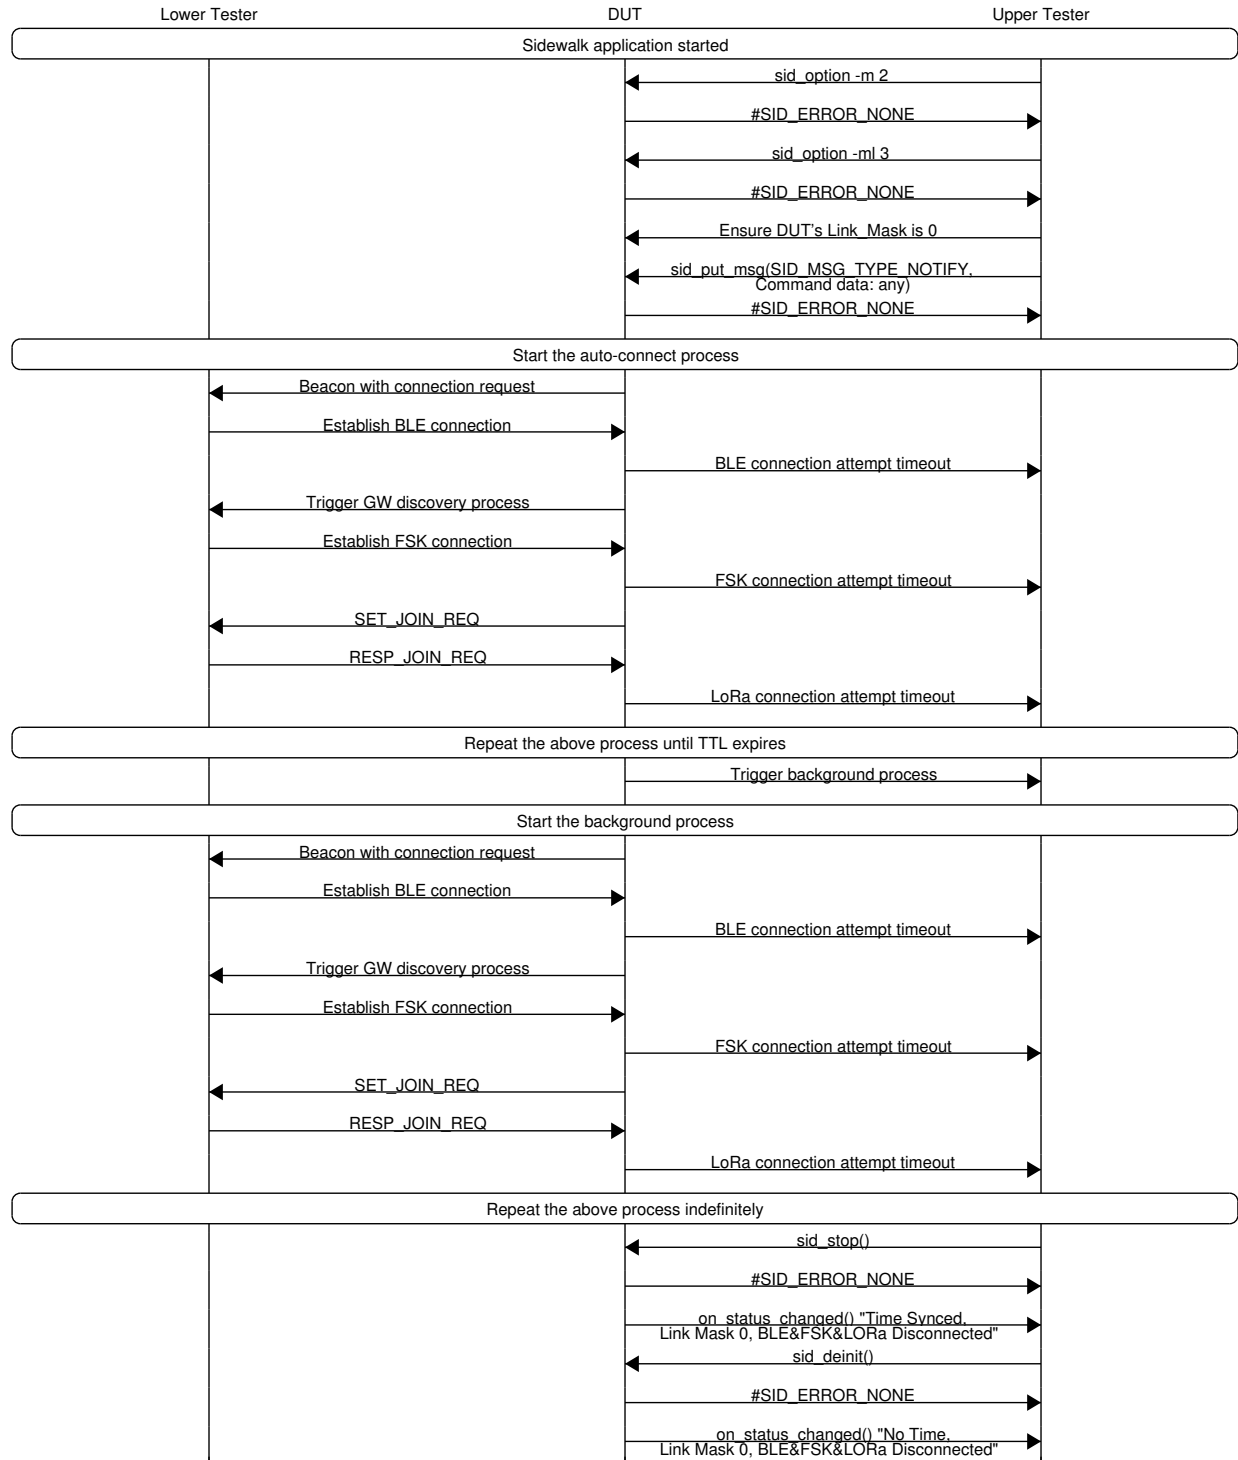 Lower Tester DUT Upper Tester
Sidewalk application started
sid_option -m 2
#SID_ERROR_NONE
sid_option -ml 3
#SID_ERROR_NONE
Ensure DUT's Link_Mask is 0
sid_put_msg(SID_MSG_TYPE_NOTIFY,
Command data: any)
#SID_ERROR_NONE
Start the auto-connect process
Beacon with connection request
Establish BLE connection
BLE connection attempt timeout
Trigger GW discovery process
Establish FSK connection
FSK connection attempt timeout
SET_JOIN_REQ
RESP_JOIN_REQ
LoRa connection attempt timeout
Repeat the above process until TTL expires
Trigger background process
Start the background process
Beacon with connection request
Establish BLE connection
BLE connection attempt timeout
Trigger GW discovery process
Establish FSK connection
FSK connection attempt timeout
SET_JOIN_REQ
RESP_JOIN_REQ
LoRa connection attempt timeout
Repeat the above process indefinitely
sid_stop()
#SID_ERROR_NONE
on_status_changed() "Time Synced,
Link Mask 0, BLE&FSK&LORa Disconnected"
sid_deinit()
#SID_ERROR_NONE
on_status_changed() "No Time,
Link Mask 0, BLE&FSK&LORa Disconnected"